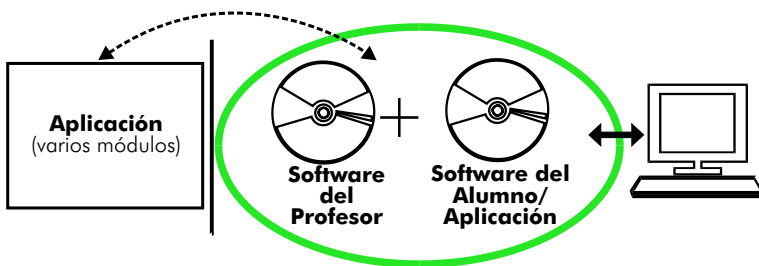 Aplicación
(varios módulos)
Software
del
Profesor
Software del
Alumno/
Aplicación